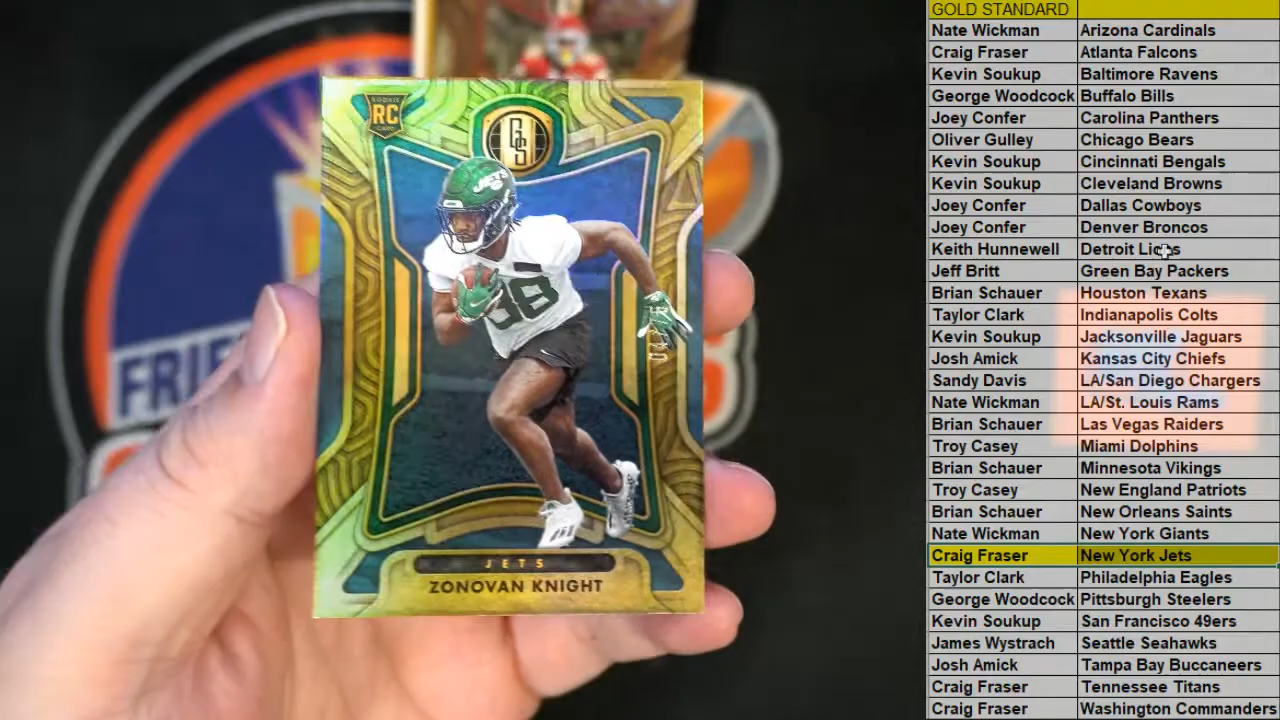 GOLD STANDARD
Nate Wickman Arizona Cardinals
Craig Fraser Atlanta Falcons
Kevin Soukup Baltimore Ravens
George Woodcock Buffalo Bills
Joey Confer Carolina Panthers
Oliver Gulley Chicago Bears
Kevin Soukup Cincinnati Bengals
Kevin Soukup Cleveland Browns
Joey Confer Dallas Cowboys
Joey Confer Denver Broncos
Keith Hunnewell Detroit Lions
Jeff Britt Green Bay Packers
Brian Schauer Houston Texans
Taylor Clark Indianapolis Colts
Kevin Soukup Jacksonville Jaguars
Josh Amick Kansas City Chiefs
Sandy Davis LA/San Diego Chargers
Nate Wickman LA/St. Louis Rams
Brian Schauer Las Vegas Raiders
Troy Casey Miami Dolphins
Brian Schauer Minnesota Vikings
Troy Casey New England Patriots
Brian Schauer New Orleans Saints
Nate Wickman New York Giants
Craig Fraser New York Jets
Taylor Clark Philadelphia Eagles
George Woodcock Pittsburgh Steelers
Kevin Soukup San Francisco 49ers
James Wystrach Seattle Seahawks
Josh Amick Tampa Bay Buccaneers
Craig Fraser Tennessee Titans
Craig Fraser Washington Commanders
ROOKIE
RC
CARD
GS
JETS
38
JETS
ZONOVAN KNIGHT
FRIE